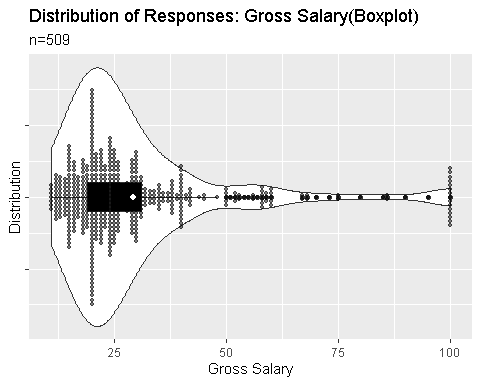 Distribution of Responses: Gross Salary(Boxplot)
n=509
Distribution
25 50 75 100
Gross Salary